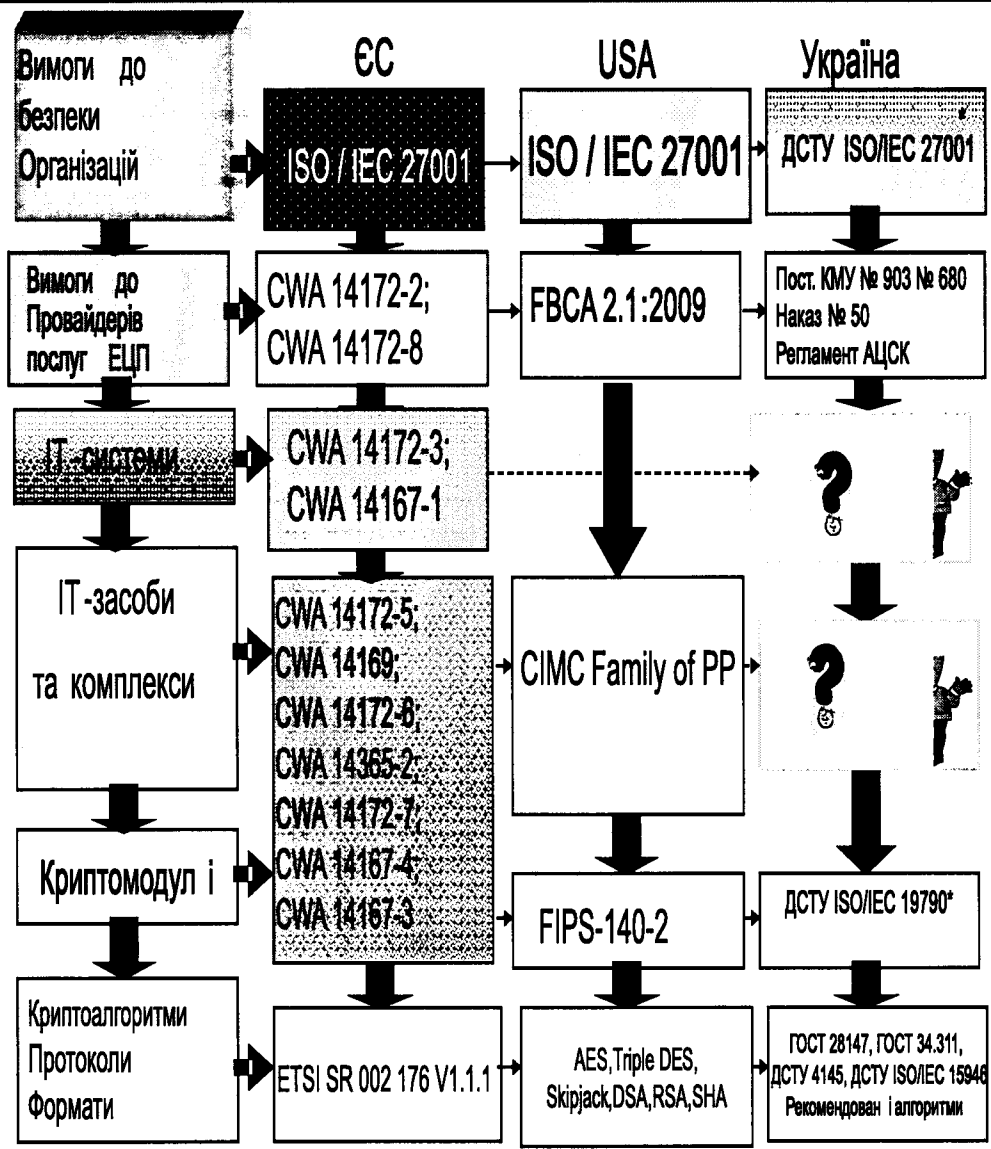 ЄС
USA
Україна
Вимоги до
безпеки
Організацій
ISO / IEC 27001
ISO / IEC 27001
ДСТУ ISO/IEC 27001
Вимоги до
Провайдерів
послуг ЕЦП
CWA 14172-2;
CWA 14172-8
FBCA 2.1:2009
Пост. КМУ № 903 № 680
Наказ № 50
Регламент АЦСК
ІТ-системи
CWA 14172-3;
CWA 14167-1
?
ІТ-засоби
та комплекси
CWA 14172-5;
CWA 14169;
CWA 14172-6;
CWA 14365-2;
CWA 14172-7;
CWA 14167-4;
CWA 14167-3
CIMC Family of PP
?
Криптомодул і
FIPS-140-2
ДСТУ ISO/IEC 19790*
Криптоалгоритми
Протоколи
Формати
ETSI SR 002 176 V1.1.1
AES,Triple DES,
Skipjack,DSA,RSA,SHA
ГОСТ 28147, ГОСТ 34.311,
ДСТУ 4145, ДСТУ ISO/IEC 15946
Рекомендован і алгоритми